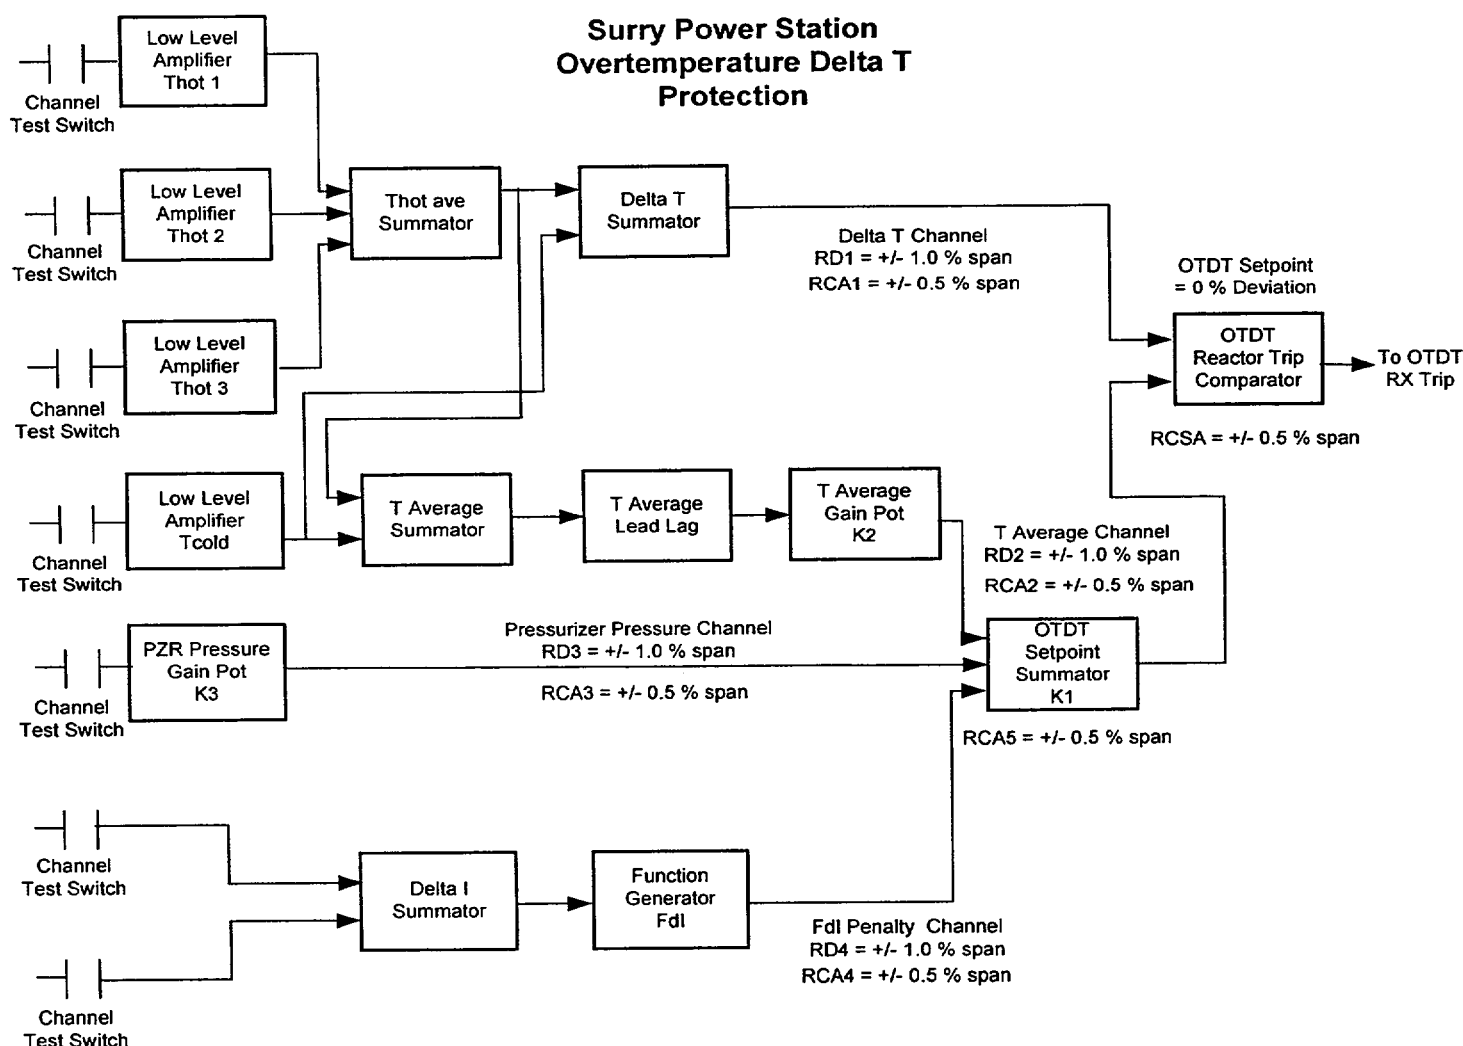 Surry Power Station
Overtemperature Delta T
Protection
Low Level
Amplifier
Thot 1
Channel
Test Switch
Low Level
Amplifier
Thot 2
Channel
Test Switch
Thot ave
Summator
Delta T
Summator
Delta T Channel
RD1 = +/- 1.0 % span
RCA1 = +/- 0.5 % span
OTDT Setpoint
= 0 % Deviation
Low Level
Amplifier
Thot 3
Channel
Test Switch
OTDT
Reactor Trip
Comparator
To OTDT
RX Trip
RCSA = +/- 0.5 % span
Low Level
Amplifier
Tcold
Channel
Test Switch
T Average
Summator
T Average
Lead Lag
T Average
Gain Pot
K2
T Average Channel
RD2 = +/- 1.0 % span
RCA2 = +/- 0.5 % span
PZR Pressure
Gain Pot
K3
Channel
Test Switch
Pressurizer Pressure Channel
RD3 = +/- 1.0 % span
RCA3 = +/- 0.5 % span
OTDT
Setpoint
Summator
K1
RCA5 = +/- 0.5 % span
Channel
Test Switch
Delta I
Summator
Function
Generator
FdI
FdI Penalty Channel
RD4 = +/- 1.0 % span
RCA4 = +/- 0.5 % span
Channel
Test Switch